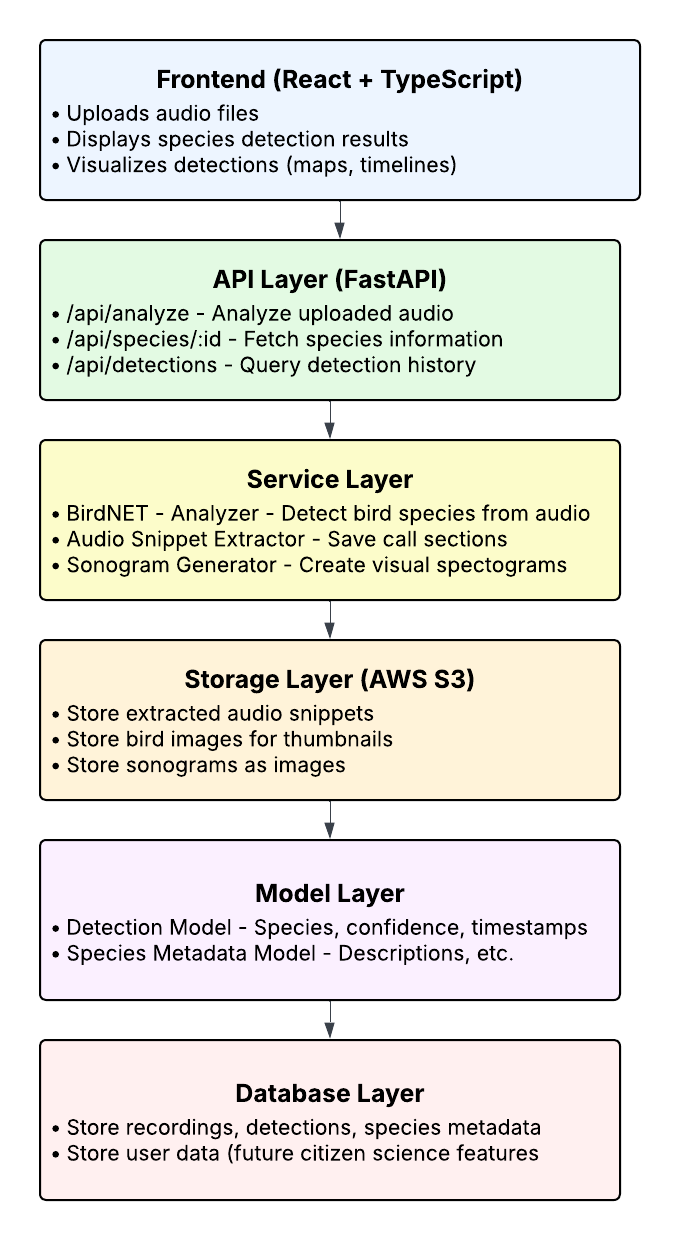 Frontend (React + TypeScript)
• Uploads audio files
• Displays species detection results
• Visualizes detections (maps, timelines)
API Layer (FastAPI)
• /api/analyze - Analyze uploaded audio
• /api/species/:id - Fetch species information
• /api/detections - Query detection history
Service Layer
• BirdNET - Analyzer - Detect bird species from audio
• Audio Snippet Extractor - Save call sections
• Sonogram Generator - Create visual spectograms
Storage Layer (AWS S3)
• Store extracted audio snippets
• Store bird images for thumbnails
• Store sonograms as images
Model Layer
• Detection Model - Species, confidence, timestamps
• Species Metadata Model - Descriptions, etc.
Database Layer
• Store recordings, detections, species metadata
• Store user data (future citizen science features